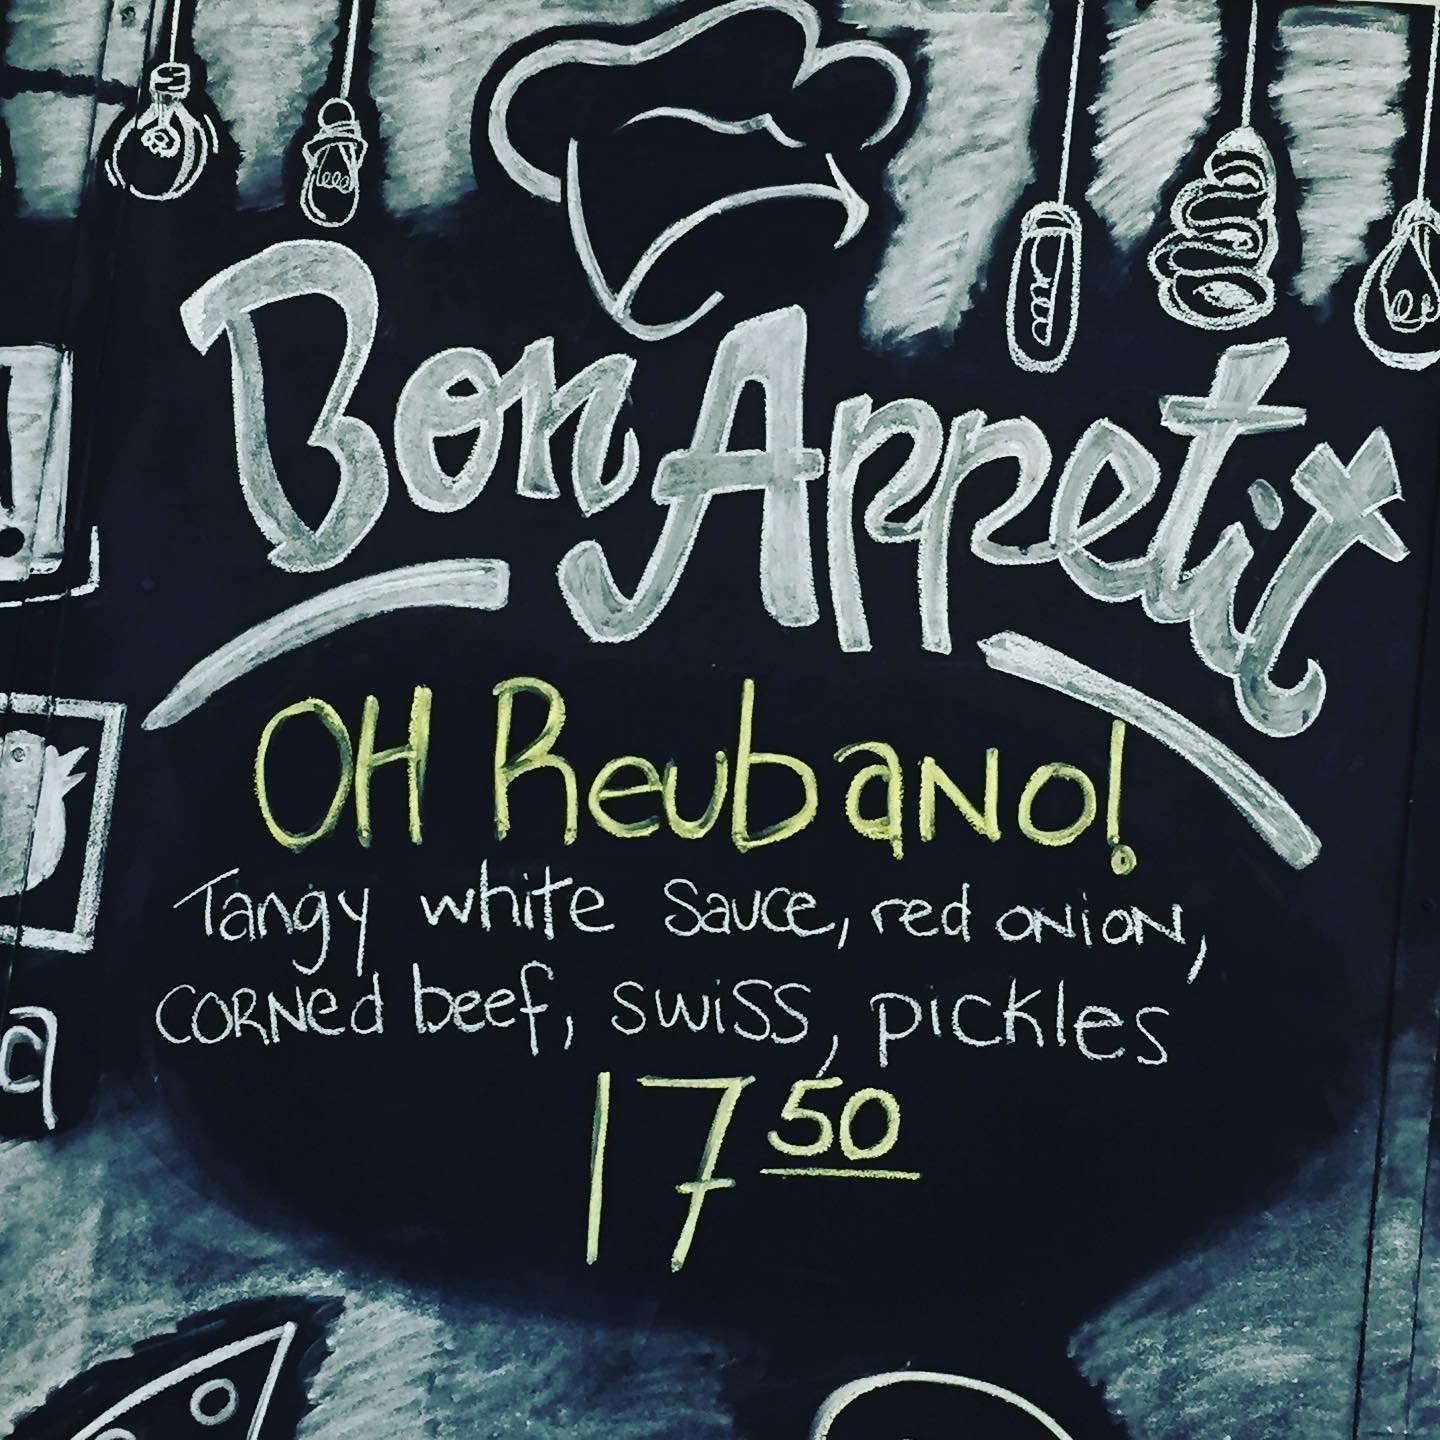 Bon Appetit
OH Reubano!
Tangy white sauce, red onion,
corned beef, swiss, pickles
17 50